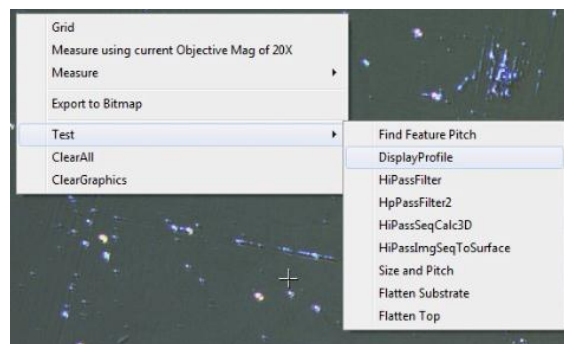 Grid
Measure using current Objective Mag of 20X
Measure
Export to Bitmap
Test
ClearAll
ClearGraphics
Find Feature Pitch
DisplayProfile
HiPassFilter
HpPassFilter2
HiPassSeqCalc3D
HiPassImgSeqToSurface
Size and Pitch
Flatten Substrate
Flatten Top